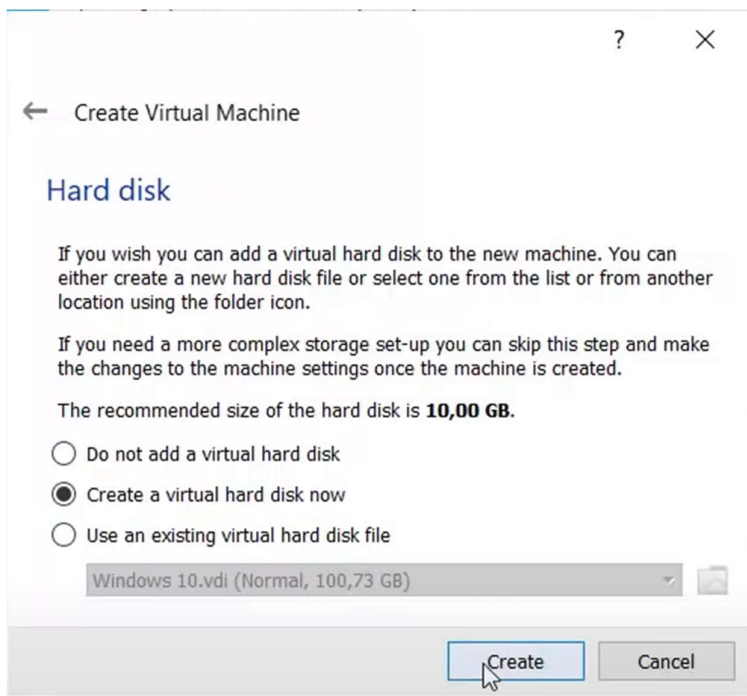 ?
Create Virtual Machine
Hard disk
If you wish you can add a virtual hard disk to the new machine. You can
either create a new hard disk file or select one from the list or from another
location using the folder icon.
If you need a more complex storage set-up you can skip this step and make
the changes to the machine settings once the machine is created.
The recommended size of the hard disk is 10,00 GB.
Do not add a virtual hard disk
Create a virtual hard disk now
Use an existing virtual hard disk file
Windows 10.vdi (Normal, 100,73 GB)
Create
Cancel